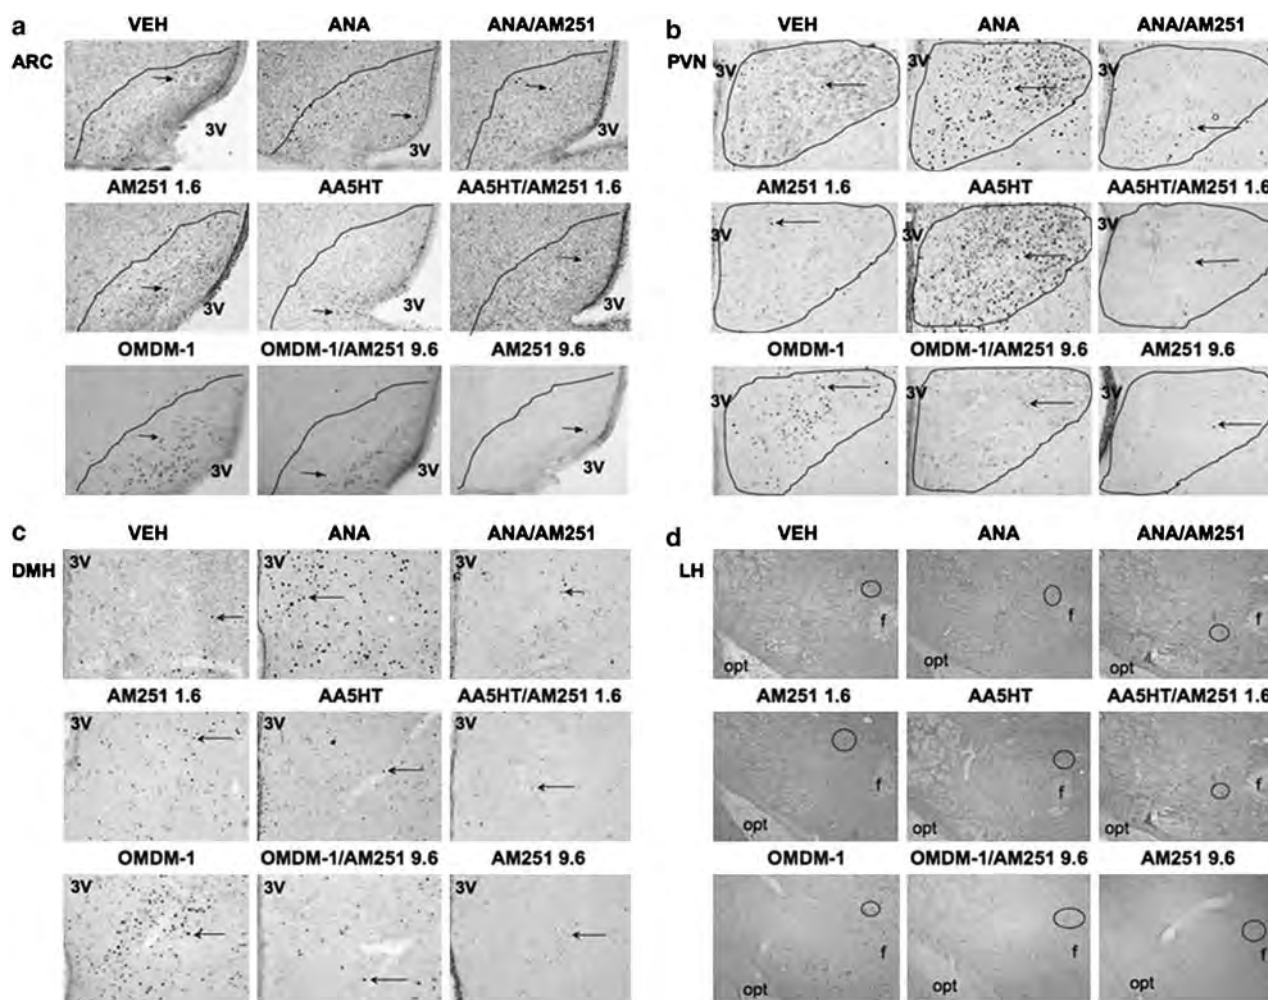 a
VEH ANA ANA/AM251
ARC
3V 3V 3V
AM251 1.6 AA5HT AA5HT/AM251 1.6
3V 3V 3V
OMDM-1 OMDM-1/AM251 9.6 AM251 9.6
3V 3V 3V
b
VEH ANA ANA/AM251
PVN
3V 3V 3V
AM251 1.6 AA5HT AA5HT/AM251 1.6
3V 3V 3V
OMDM-1 OMDM-1/AM251 9.6 AM251 9.6
3V 3V 3V
c
VEH ANA ANA/AM251
DMH
3V 3V 3V
AM251 1.6 AA5HT AA5HT/AM251 1.6
3V 3V 3V
OMDM-1 OMDM-1/AM251 9.6 AM251 9.6
3V 3V 3V
d
VEH ANA ANA/AM251
LH
f f f
opt opt opt
AM251 1.6 AA5HT AA5HT/AM251 1.6
f f f
opt opt opt
OMDM-1 OMDM-1/AM251 9.6 AM251 9.6
f f f
opt opt opt